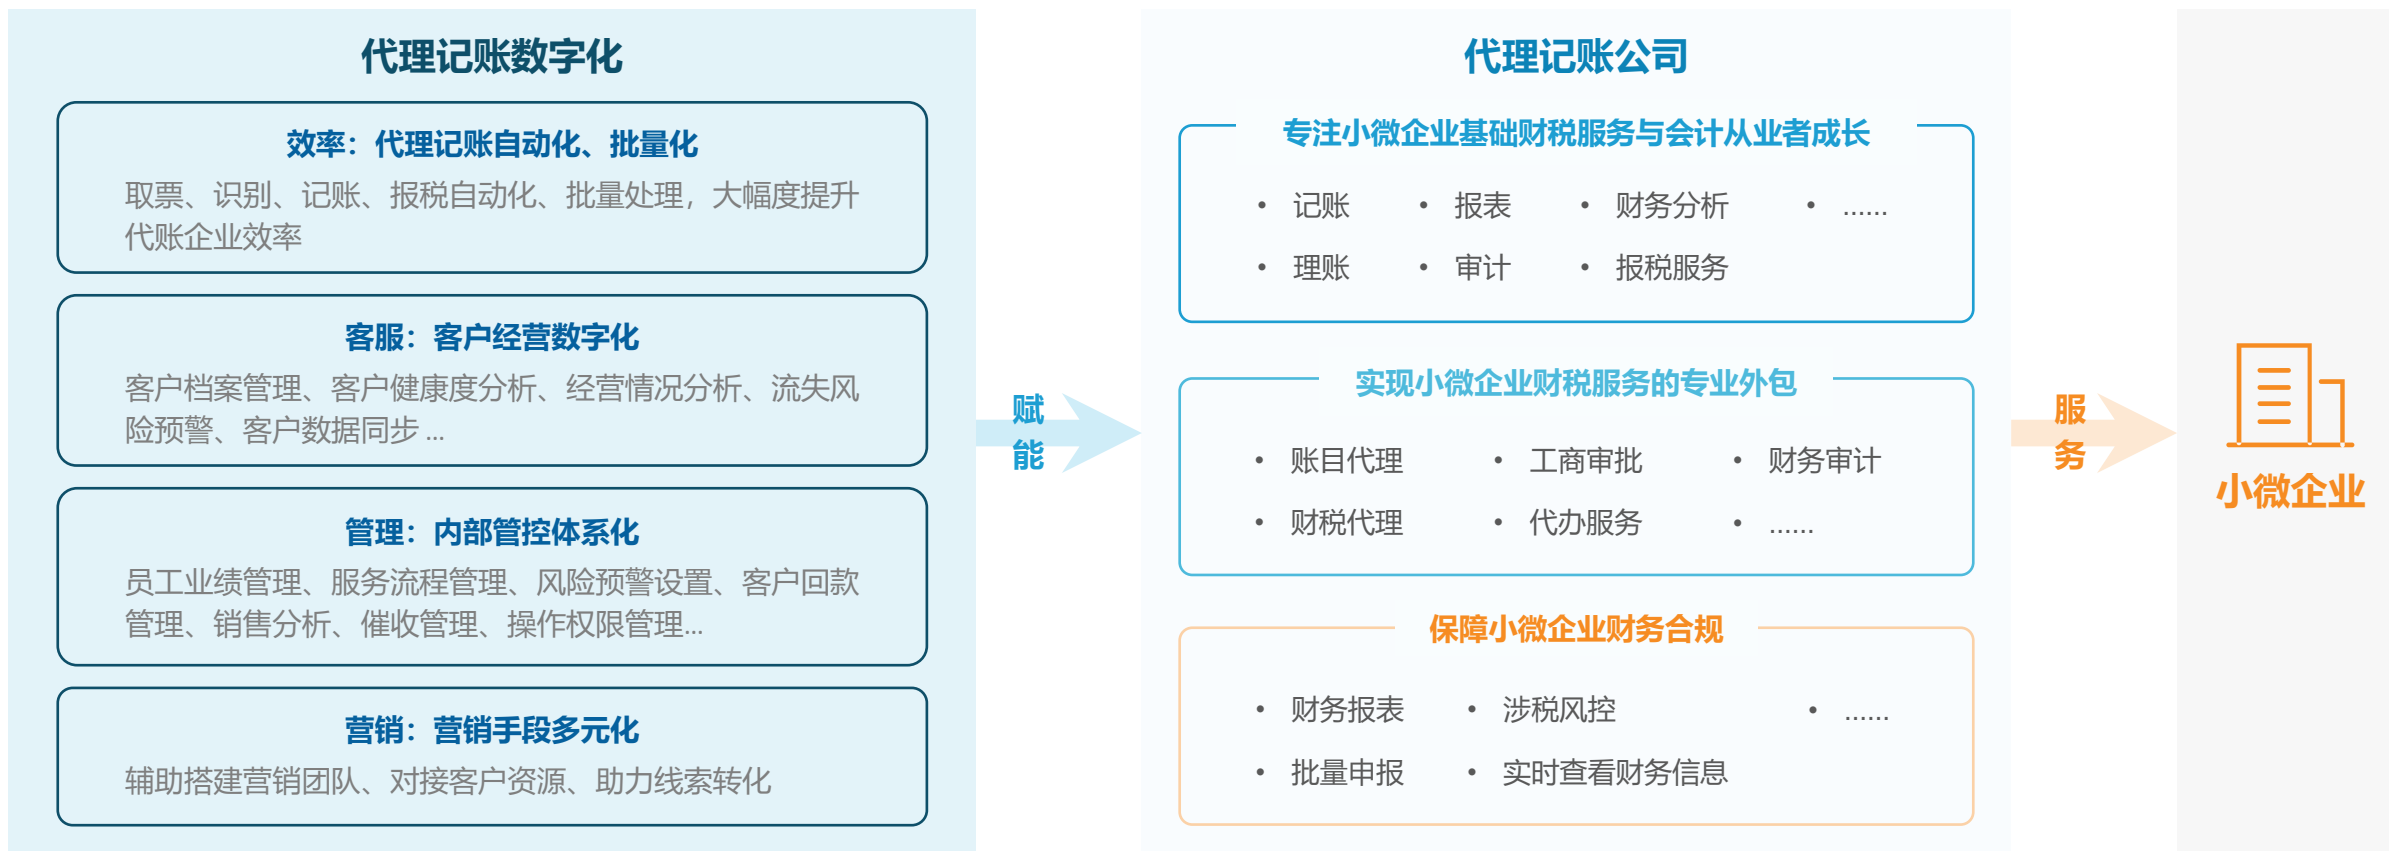 代理记账数字化
效率：代理记账自动化、批量化
取票、识别、记账、报税自动化、批量处理，大幅度提升
代账企业效率
客服：客户经营数字化
客户档案管理、客户健康度分析、经营情况分析、流失风
险预警、客户数据同步 ...
管理：内部管控体系化
员工业绩管理、服务流程管理、风险预警设置、客户回款
管理、销售分析、催收管理、操作权限管理...
营销：营销手段多元化
辅助搭建营销团队、对接客户资源、助力线索转化
赋
能
代理记账公司
专注小微企业基础财税服务与会计从业者成长
• 记账 • 报表 • 财务分析 • ......
• 理账 • 审计 • 报税服务
实现小微企业财税服务的专业外包
• 账目代理 • 工商审批 • 财务审计
• 财税代理 • 代办服务 • ......
保障小微企业财务合规
• 财务报表 • 涉税风控 • ......
• 批量申报 • 实时查看财务信息
服
务
小微企业